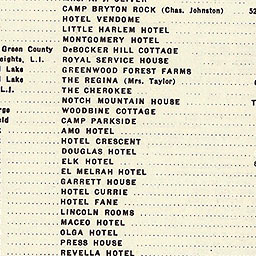 CAMP BRYTON ROCK (Chas. Johnston) 52
HOTEL VENDOME
LITTLE HARLEM HOTEL
MONTGOMERY HOTEL
Green County DeBOCKER HILL COTTAGE
eights, L.I. ROYAL SERVICE HOUSE
Lake GREENWOOD FOREST FARMS
Lake THE REGINA (Mrs. Taylor)
L.I. THE CHEROKEE
NOTCH MOUNTAIN HOUSE T
rge WOODBINE COTTAGE
ld CAMP PARKSIDE
AMO HOTEL
HOTEL CRESCENT
DOUGLAS HOTEL
ELK HOTEL
EL MELRAH HOTEL
GARRETT HOUSE
HOTEL CURRIE
HOTEL FANE
LINCOLN ROOMS
MACEO HOTEL
OLGA HOTEL
PRESS HOUSE
REVELLA HOTEL